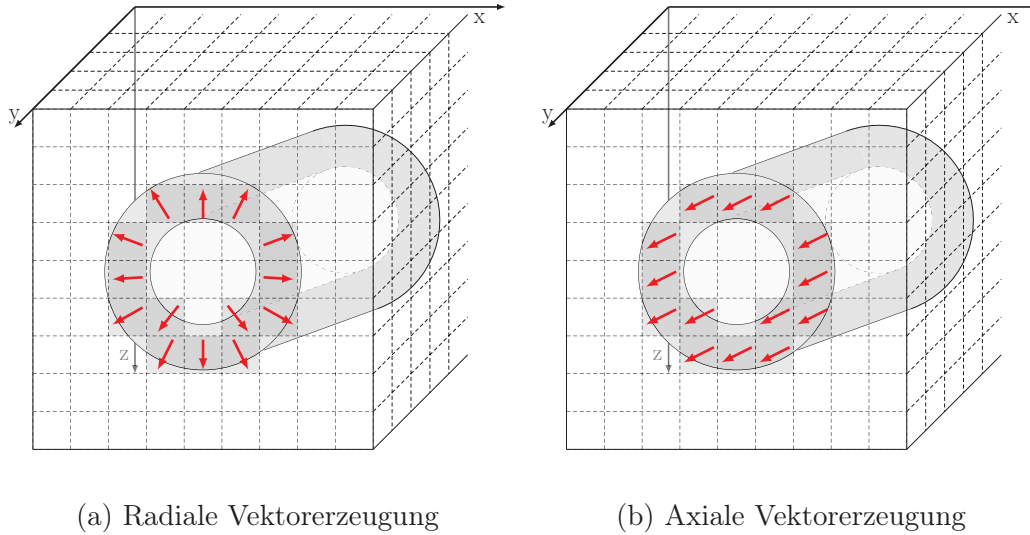 x
y
z
(a) Radiale Vektorerzeugung
y
z
(b) Axiale Vektorerzeugung